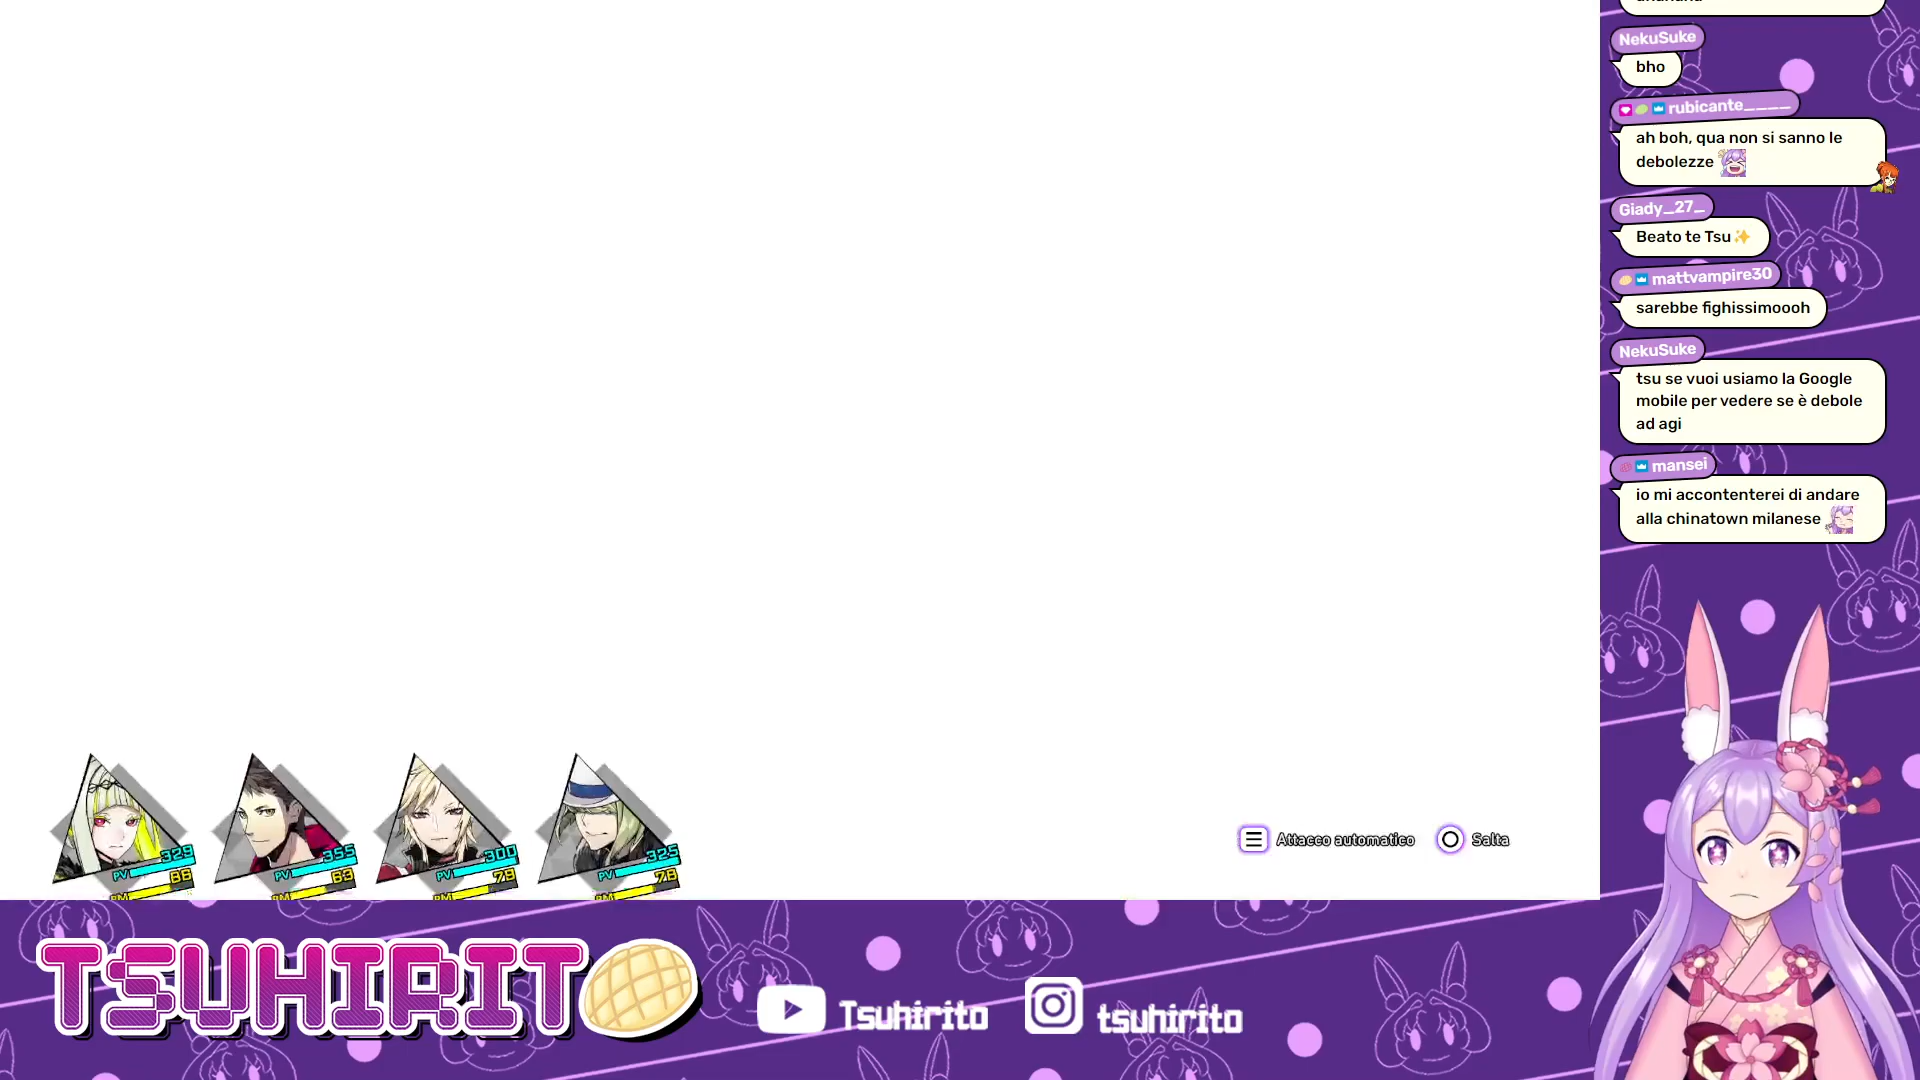 NekuSuke
bho
rubicante____
ah boh, qua non si sanno le
debolezze
Giady_27_
Beato te Tsu✨
mattvampire30
sarebbe fighissimoooh
NekuSuke
tsu se vuoi usiamo la Google
mobile per vedere se è debole
ad agi
mansei
io mi accontenterei di andare
alla chinatown milanese
329
PV
86
355
PV
63
300
PV
79
325
PV
78
Attacco automatico
Salta
TSUHIRITO
Tsuhirito
tsuhirito